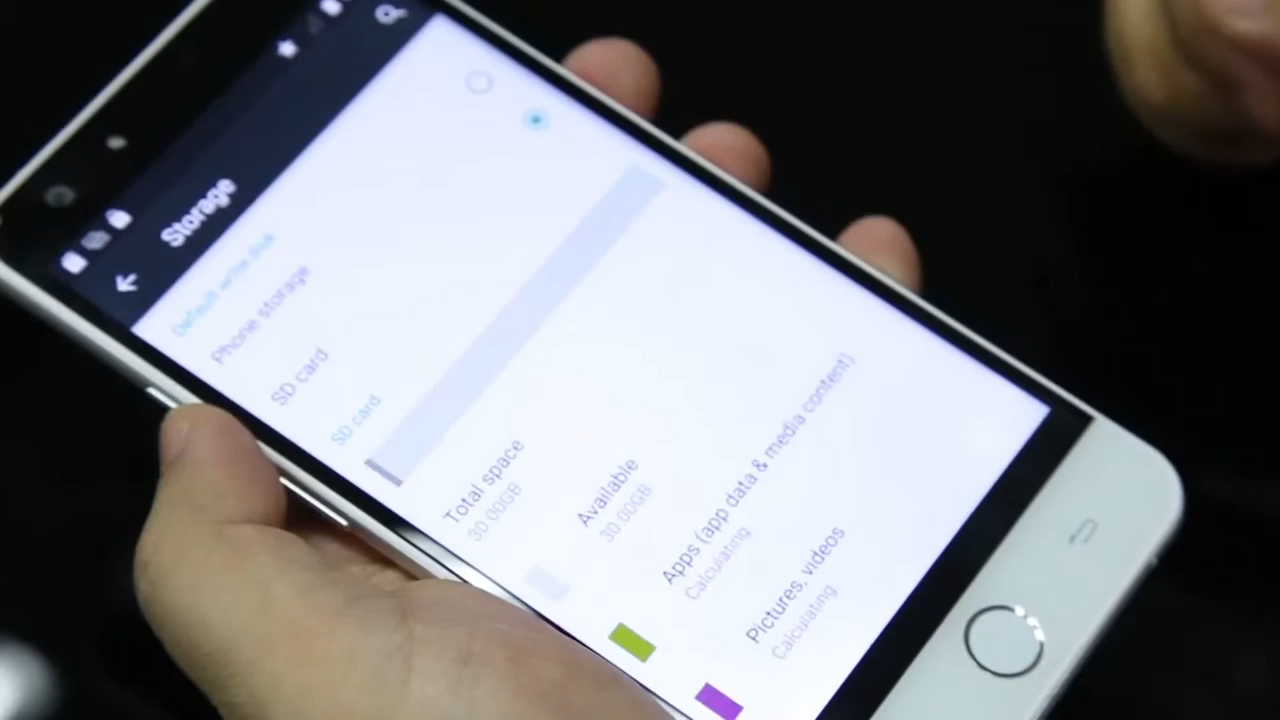 Storage
Default write disk
Phone storage
SD card
SD card
Total space
30.00GB
Available
30.00GB
Apps (app data & media content)
Calculating
Pictures, videos
Calculating